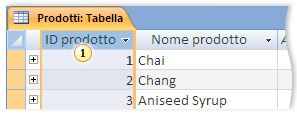 Prodotti: Tabella
ID prodotto Nome prodotto
1
1 Chai
2 Chang
3 Aniseed Syrup